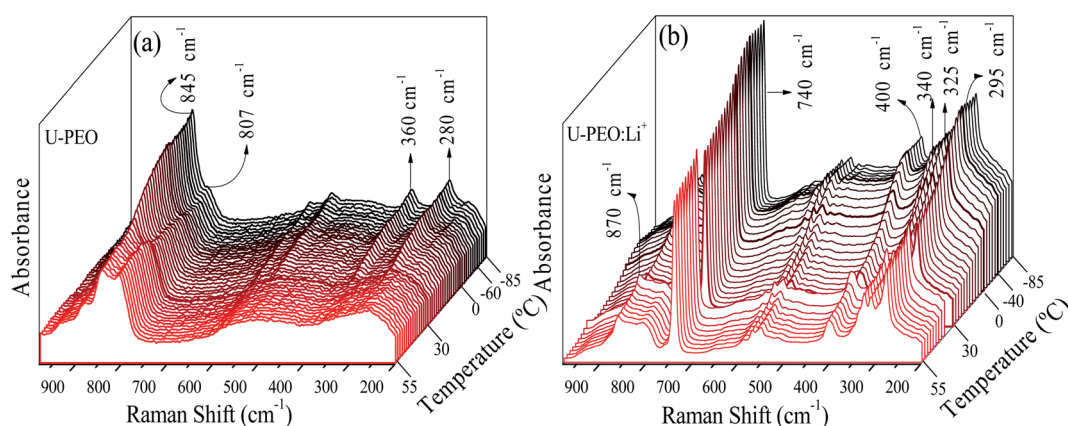 (a)
U-PEO
845 cm⁻¹
807 cm⁻¹
360 cm⁻¹
280 cm⁻¹
Absorbance
900 800 700 600 500 400 300 200
Raman Shift (cm⁻¹)
-85
-60
0
30
55
Temperature (ºC)
(b)
U-PEO:Li⁺
870 cm⁻¹
740 cm⁻¹
400 cm⁻¹
340 cm⁻¹
325 cm⁻¹
295 cm⁻¹
Absorbance
900 800 700 600 500 400 300 200
Raman Shift (cm⁻¹)
-85
-40
0
30
55
Temperature (ºC)